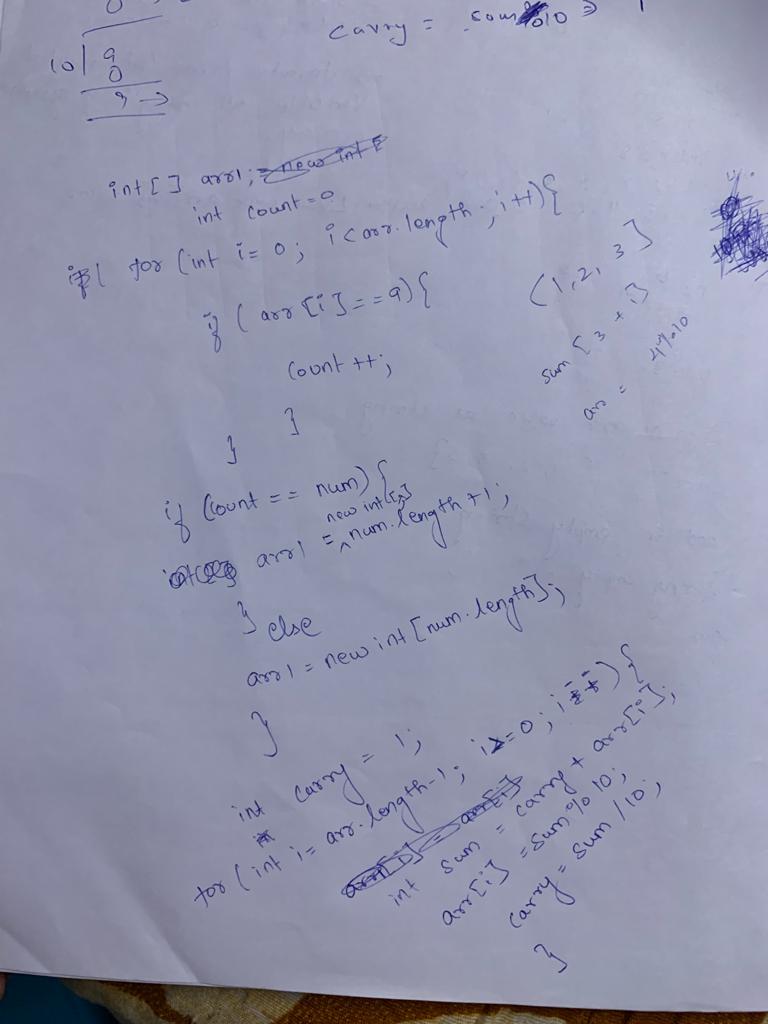 0
carry = sum%10 ⇒ 1
10 9
0
9 →
int[] arr1;
int count=0
for (int i= 0; i<arr.length; i++){
if (arr[i]==9){
(1,2,3]
count ++;
sum [3+1]
arr = 4%10
}
}
if (count == num){
new int[]
arr1 = num.length+1;
} else
arr1 = new int[num.length];
}
int carry = 1;
for (int i= arr.length-1; i>=0; i--){
int sum = carry + arr[i];
arr[i] = sum%10;
carry = sum/10;
}